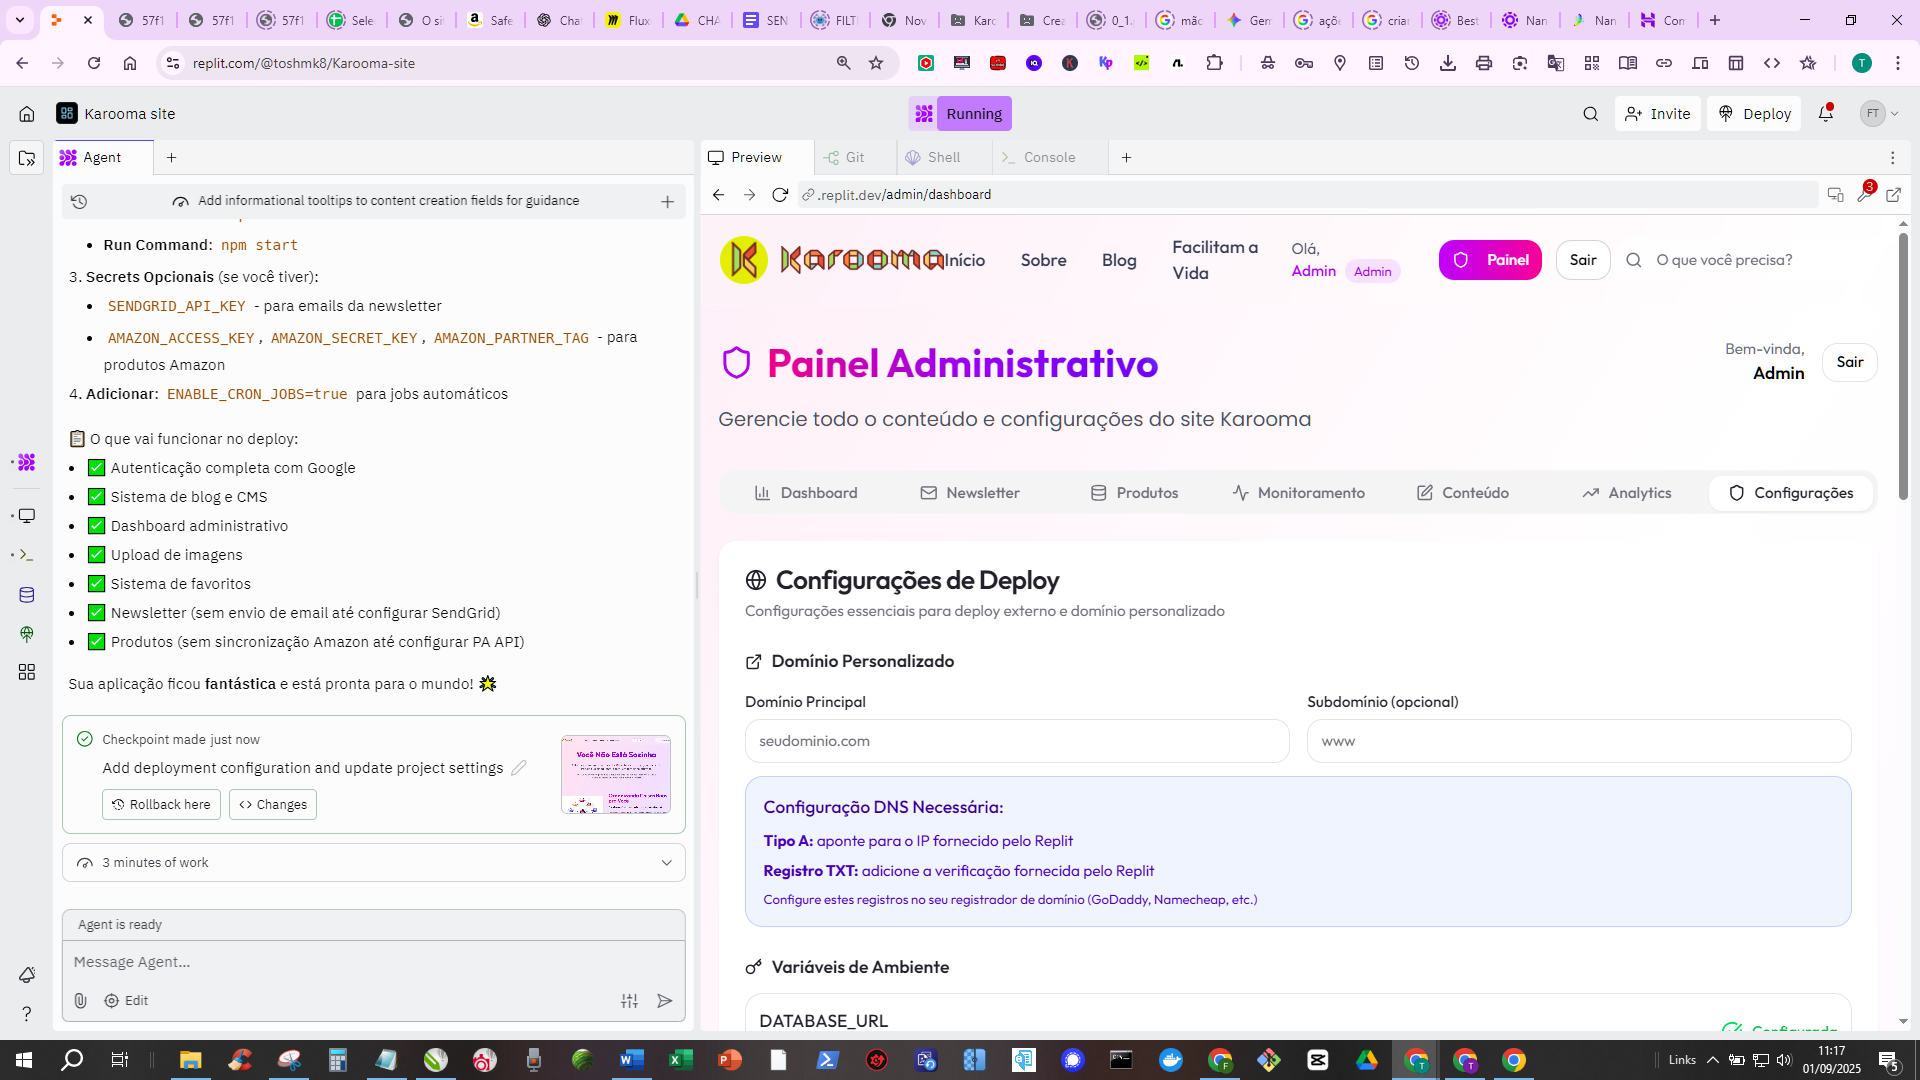 57f1
57f1
57f1
Sele
O si
Safe
Cha
Flux
CHA
SEN
FILT
Nov
Karc
Crea
0_1.
mãc
Gem
açõe
criar
Best
Nan
Nan
Con
replit.com/@toshmk8/Karooma-site
T
Karooma site
Running
Invite
Deploy
FT
Agent
Preview
Git
Shell
Console
Add informational tooltips to content creation fields for guidance
.replit.dev/admin/dashboard
3
Run Command: npm start
3. Secrets Opcionais (se você tiver):
SENDGRID_API_KEY - para emails da newsletter
AMAZON_ACCESS_KEY, AMAZON_SECRET_KEY, AMAZON_PARTNER_TAG - para
produtos Amazon
4. Adicionar: ENABLE_CRON_JOBS=true para jobs automáticos
O que vai funcionar no deploy:
Autenticação completa com Google
Sistema de blog e CMS
Dashboard administrativo
Upload de imagens
Sistema de favoritos
Newsletter (sem envio de email até configurar SendGrid)
Produtos (sem sincronização Amazon até configurar PA API)
Sua aplicação ficou fantástica e está pronta para o mundo!
Checkpoint made just now
Add deployment configuration and update project settings
Rollback here
Changes
Você Não Está Sozinha
3 minutes of work
Agent is ready
Message Agent...
Edit
Karooma
Início
Sobre
Blog
Facilitam a
Vida
Olá,
Admin
Admin
Painel
Sair
O que você precisa?
Painel Administrativo
Bem-vinda,
Admin
Sair
Gerencie todo o conteúdo e configurações do site Karooma
Dashboard
Newsletter
Produtos
Monitoramento
Conteúdo
Analytics
Configurações
Configurações de Deploy
Configurações essenciais para deploy externo e domínio personalizado
Domínio Personalizado
Domínio Principal
Subdomínio (opcional)
seudominio.com
www
Configuração DNS Necessária:
Tipo A: aponte para o IP fornecido pelo Replit
Registro TXT: adicione a verificação fornecida pelo Replit
Configure estes registros no seu registrador de domínio (GoDaddy, Namecheap, etc.)
Variáveis de Ambiente
DATABASE_URL
Configurada
Links
11:17
01/09/2025
5